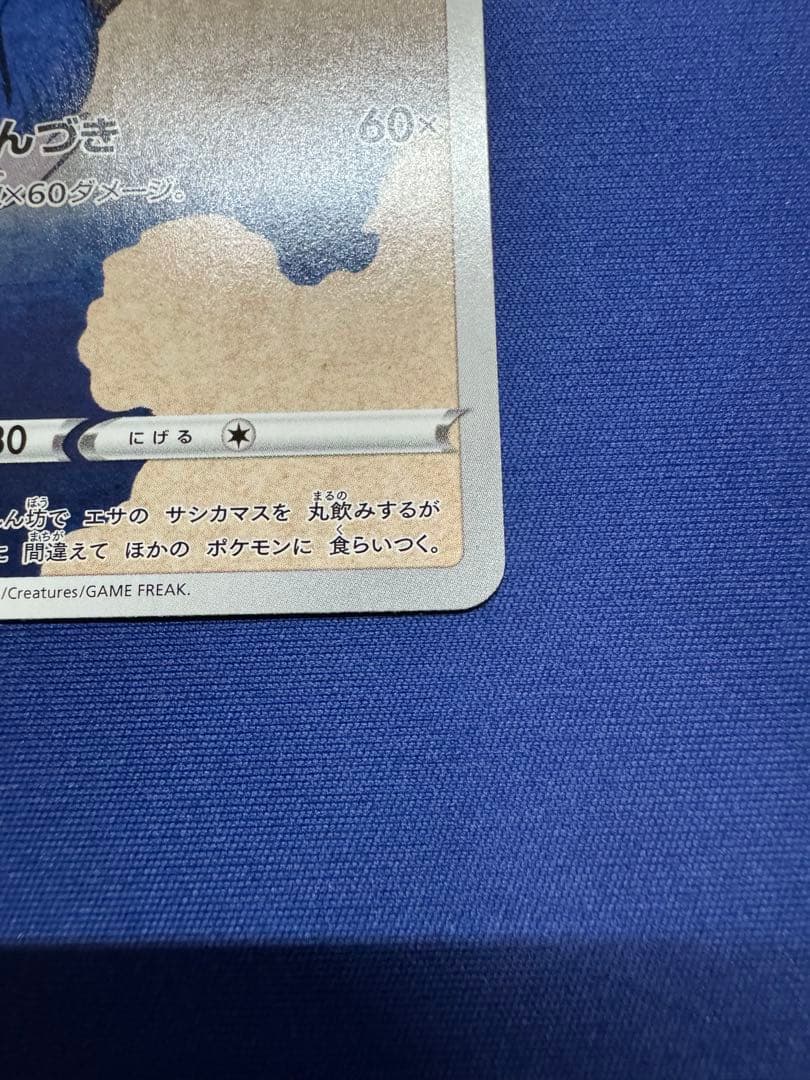 んづき 60×
×60ダメージ。
30 にげる
ん坊で エサの サシカマスを 丸飲みするが
に 間違えて ほかの ポケモンに 食らいつく。
/Creatures/GAME FREAK.